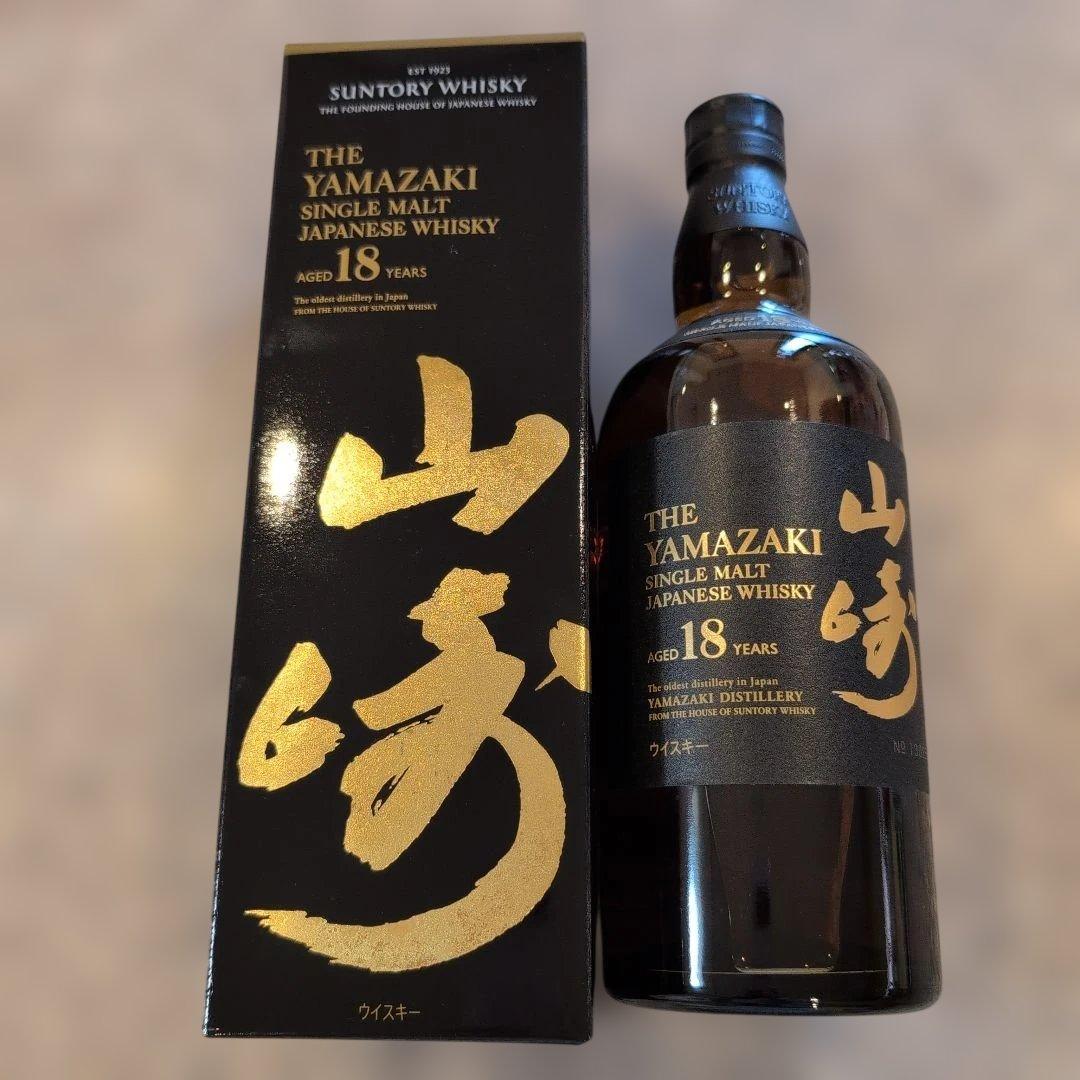 EST 1923
SUNTORY WHISKY
THE FOUNDING HOUSE OF JAPANESE WHISKY
THE
YAMAZAKI
SINGLE MALT
JAPANESE WHISKY
AGED 18 YEARS
The oldest distillery in Japan
FROM THE HOUSE OF SUNTORY WHISKY
山崎
ウイスキー
SUNTORY
WHISKY
AGED
THE
YAMAZAKI
SINGLE MALT
JAPANESE WHISKY
AGED 18 YEARS
The oldest distillery in Japan
YAMAZAKI DISTILLERY
FROM THE HOUSE OF SUNTORY WHISKY
ウイスキー
山崎
No